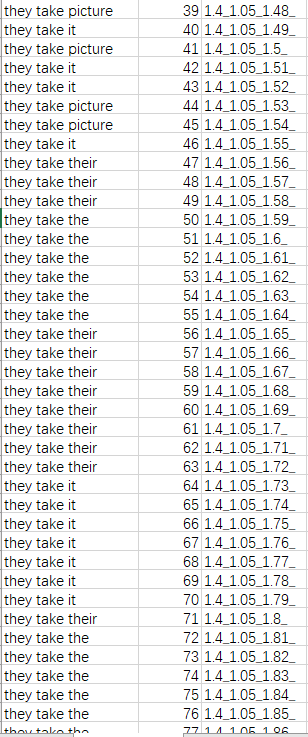 they take picture 39 1.4_1.05_1.48_
they take it 40 1.4_1.05_1.49_
they take picture 41 1.4_1.05_1.5_
they take it 42 1.4_1.05_1.51_
they take it 43 1.4_1.05_1.52_
they take picture 44 1.4_1.05_1.53_
they take picture 45 1.4_1.05_1.54_
they take it 46 1.4_1.05_1.55_
they take their 47 1.4_1.05_1.56_
they take their 48 1.4_1.05_1.57_
they take their 49 1.4_1.05_1.58_
they take the 50 1.4_1.05_1.59_
they take the 51 1.4_1.05_1.6_
they take the 52 1.4_1.05_1.61_
they take the 53 1.4_1.05_1.62_
they take the 54 1.4_1.05_1.63_
they take the 55 1.4_1.05_1.64_
they take their 56 1.4_1.05_1.65_
they take their 57 1.4_1.05_1.66_
they take their 58 1.4_1.05_1.67_
they take their 59 1.4_1.05_1.68_
they take their 60 1.4_1.05_1.69_
they take their 61 1.4_1.05_1.7_
they take their 62 1.4_1.05_1.71_
they take their 63 1.4_1.05_1.72_
they take it 64 1.4_1.05_1.73_
they take it 65 1.4_1.05_1.74_
they take it 66 1.4_1.05_1.75_
they take it 67 1.4_1.05_1.76_
they take it 68 1.4_1.05_1.77_
they take it 69 1.4_1.05_1.78_
they take it 70 1.4_1.05_1.79_
they take their 71 1.4_1.05_1.8_
they take the 72 1.4_1.05_1.81_
they take the 73 1.4_1.05_1.82_
they take the 74 1.4_1.05_1.83_
they take the 75 1.4_1.05_1.84_
they take the 76 1.4_1.05_1.85_
they take the 77 1.4_1.05_1.86_